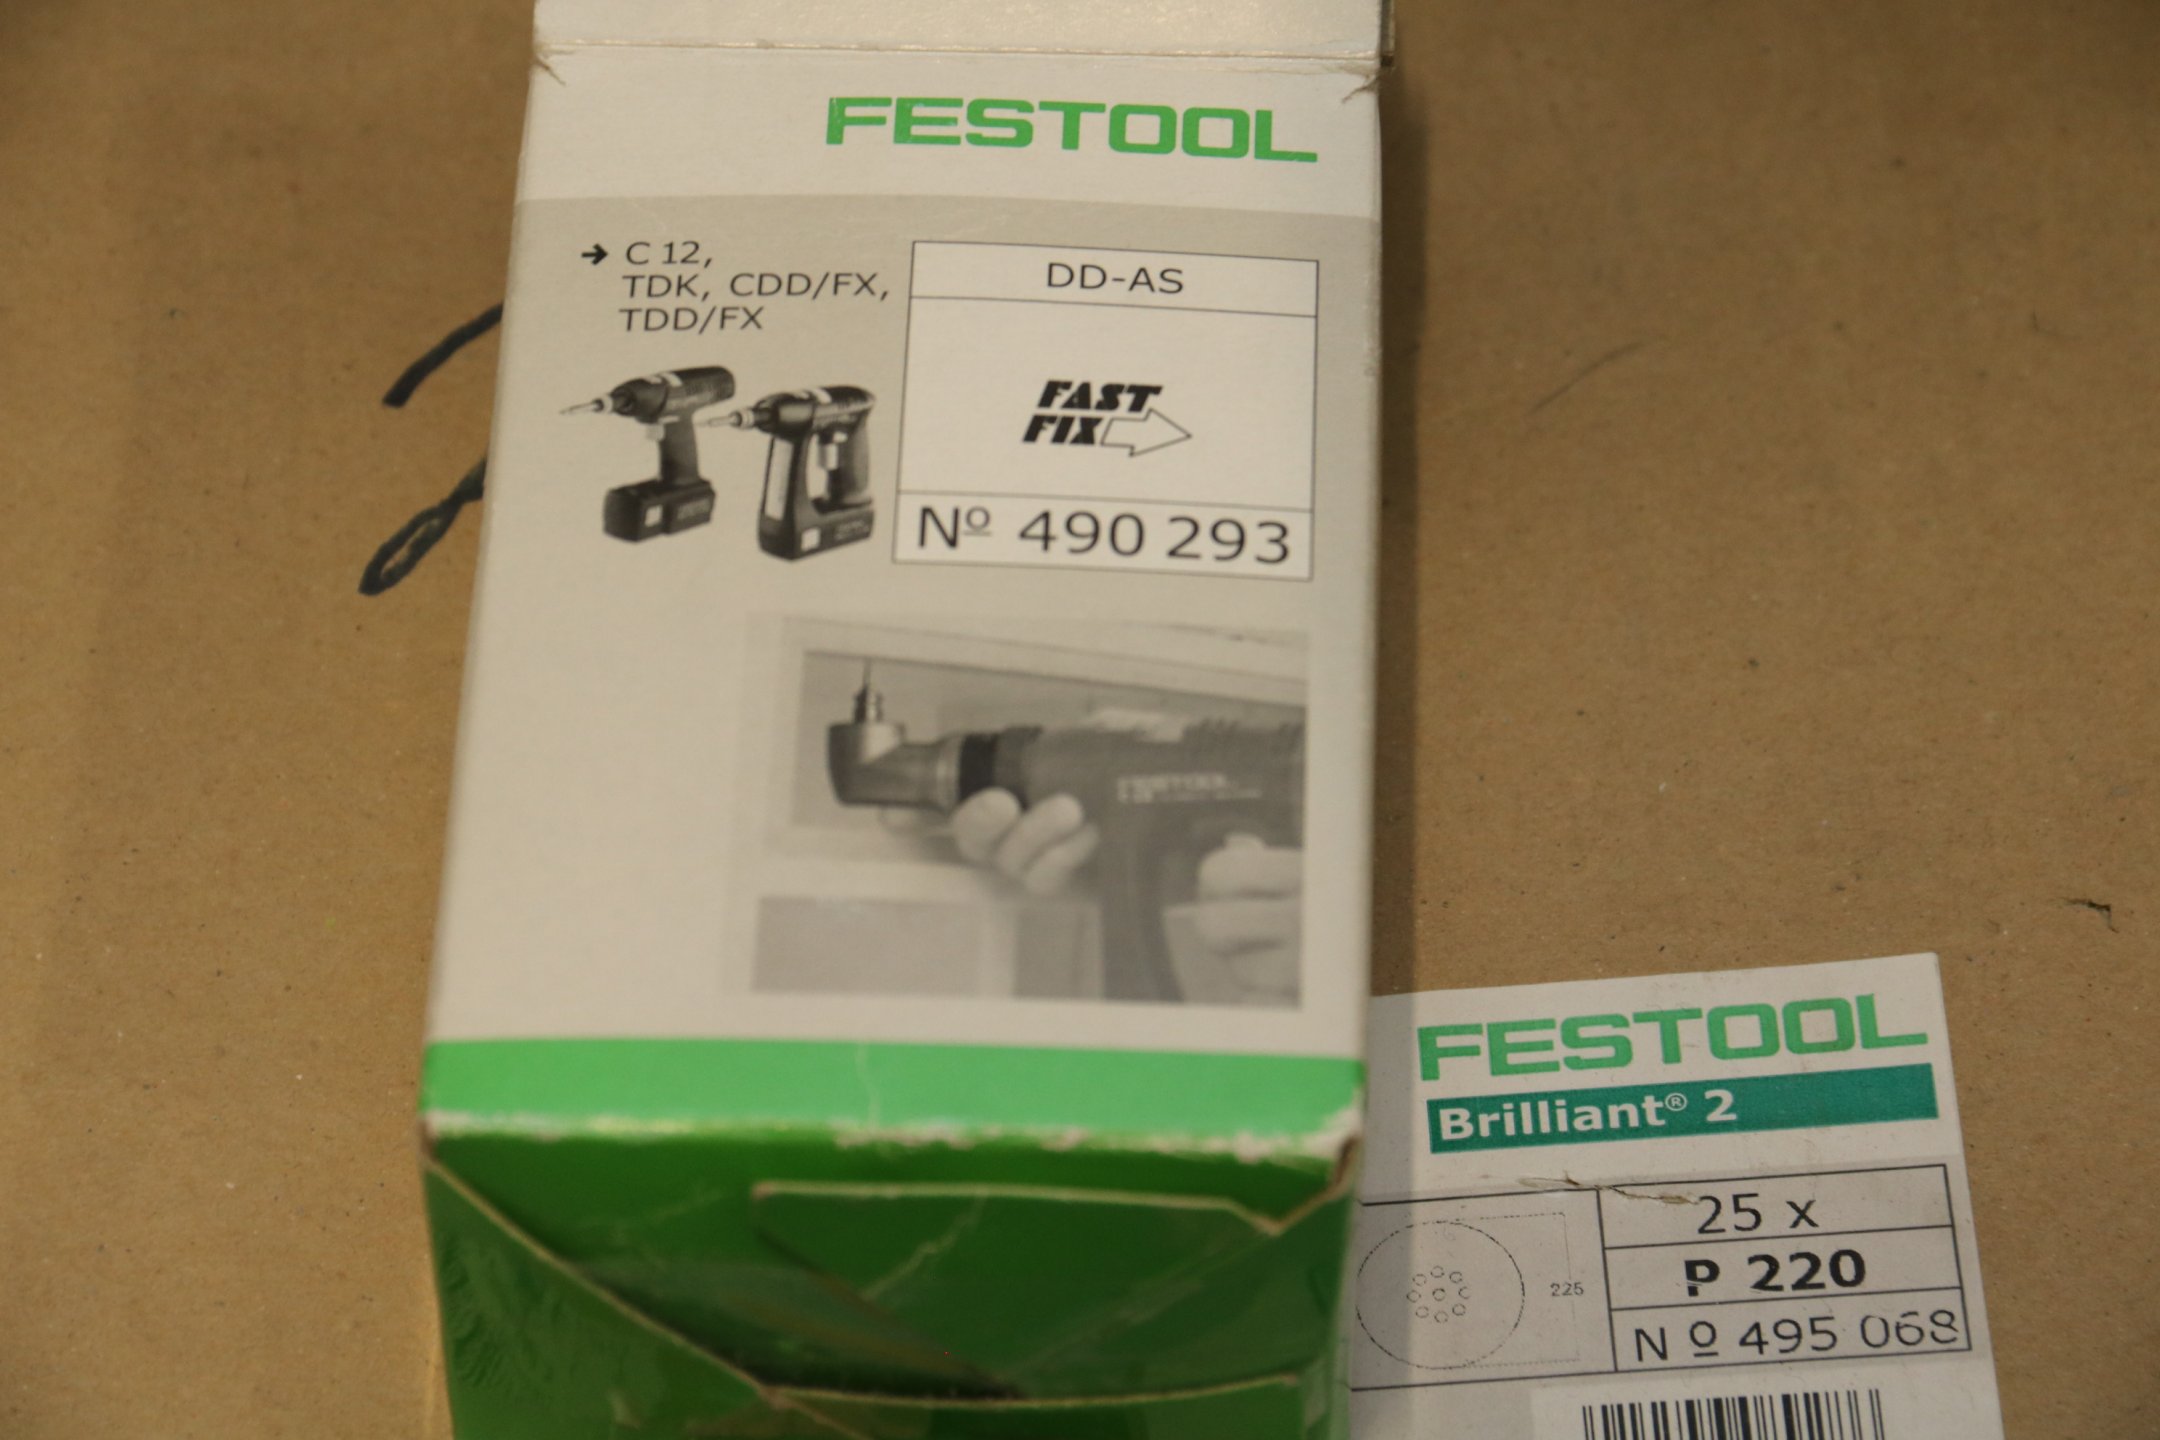 FESTOOL
→ C 12,
TDK, CDD/FX,
TDD/FX
DD-AS
FAST
FIX
Nº 490 293
FESTOOL
Brilliant® 2
25 x
P 220
225
Nº 495 068